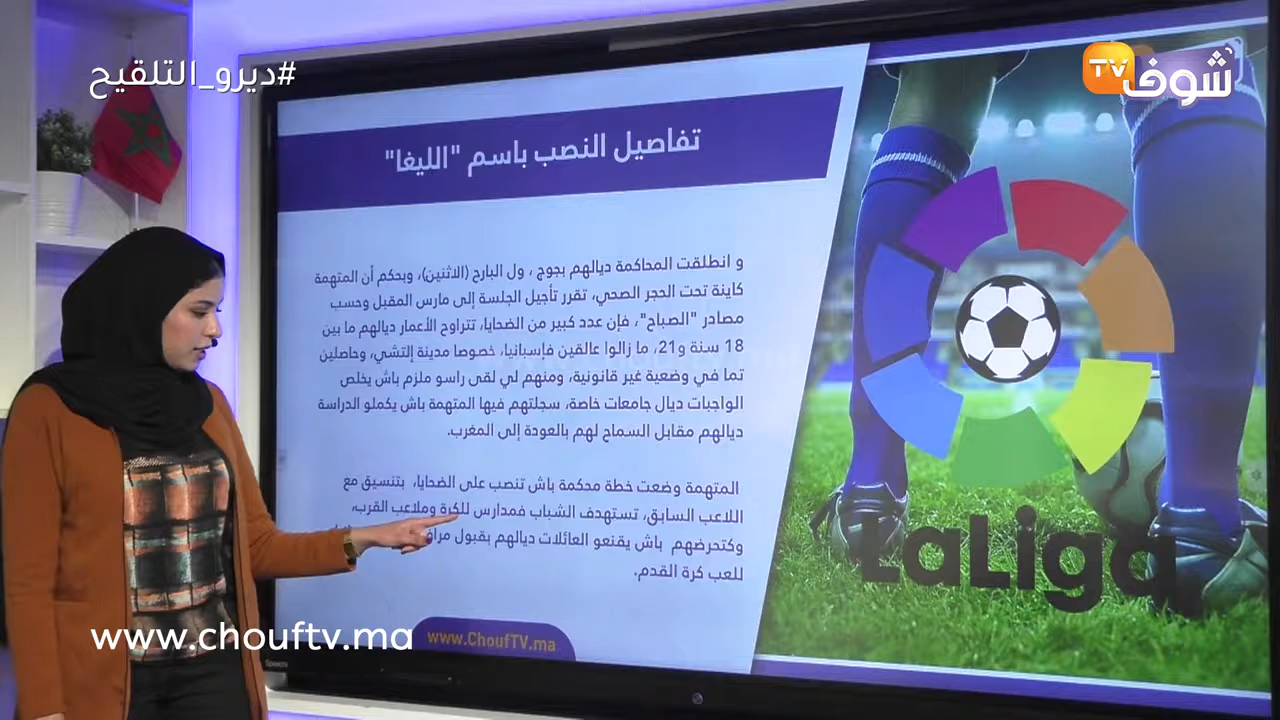 #ديرو_التلقيح
شوف TV
تفاصيل النصب باسم "الليغا"
و انطلقت المحاكمة ديالهم بجوج ، ول البارح (الاثنين)، وبحكم أن المتهمة
كاينة تحت الحجر الصحي، تقرر تأجيل الجلسة إلى مارس المقبل وحسب
مصادر "الصباح"، فإن عدد كبير من الضحايا، تتراوح الأعمار ديالهم ما بين
18 سنة و21، ما زالوا عالقين فإسبانيا، خصوصا مدينة إلتشي، وحاصلين
تما في وضعية غير قانونية، ومنهم لي لقى راسو ملزم باش يخلص
الواجبات ديال جامعات خاصة، سجلتهم فيها المتهمة باش يكملو الدراسة
ديالهم مقابل السماح لهم بالعودة إلى المغرب.
المتهمة وضعت خطة محكمة باش تنصب على الضحايا، بتنسيق مع
اللاعب السابق، تستهدف الشباب فمدارس للكرة وملاعب القرب،
وكتحرضهم باش يقنعو العائلات ديالهم بقبول
للعب كرة القدم.
LaLiga
www.ChoufTV.ma
www.chouftv.ma